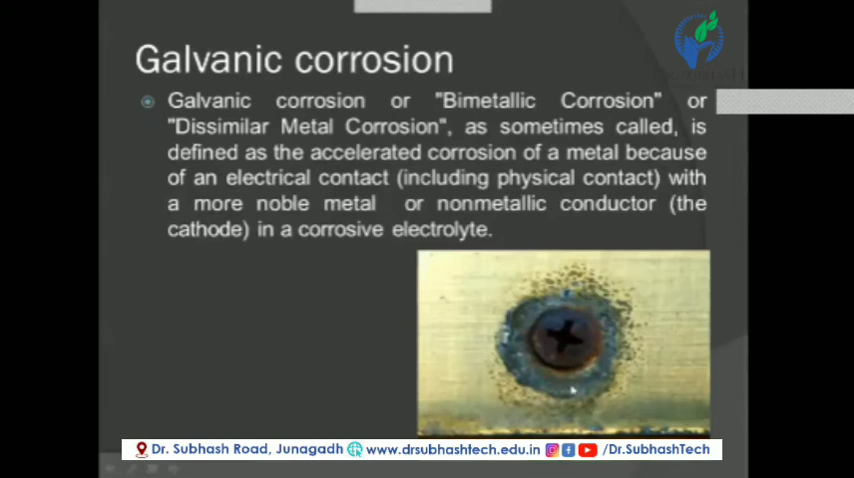 Galvanic corrosion
Galvanic corrosion or "Bimetallic Corrosion" or
"Dissimilar Metal Corrosion", as sometimes called, is
defined as the accelerated corrosion of a metal because
of an electrical contact (including physical contact) with
a more noble metal or nonmetallic conductor (the
cathode) in a corrosive electrolyte.
Dr. Subhash Road, Junagadh www.drsubhashtech.edu.in /Dr.SubhashTech